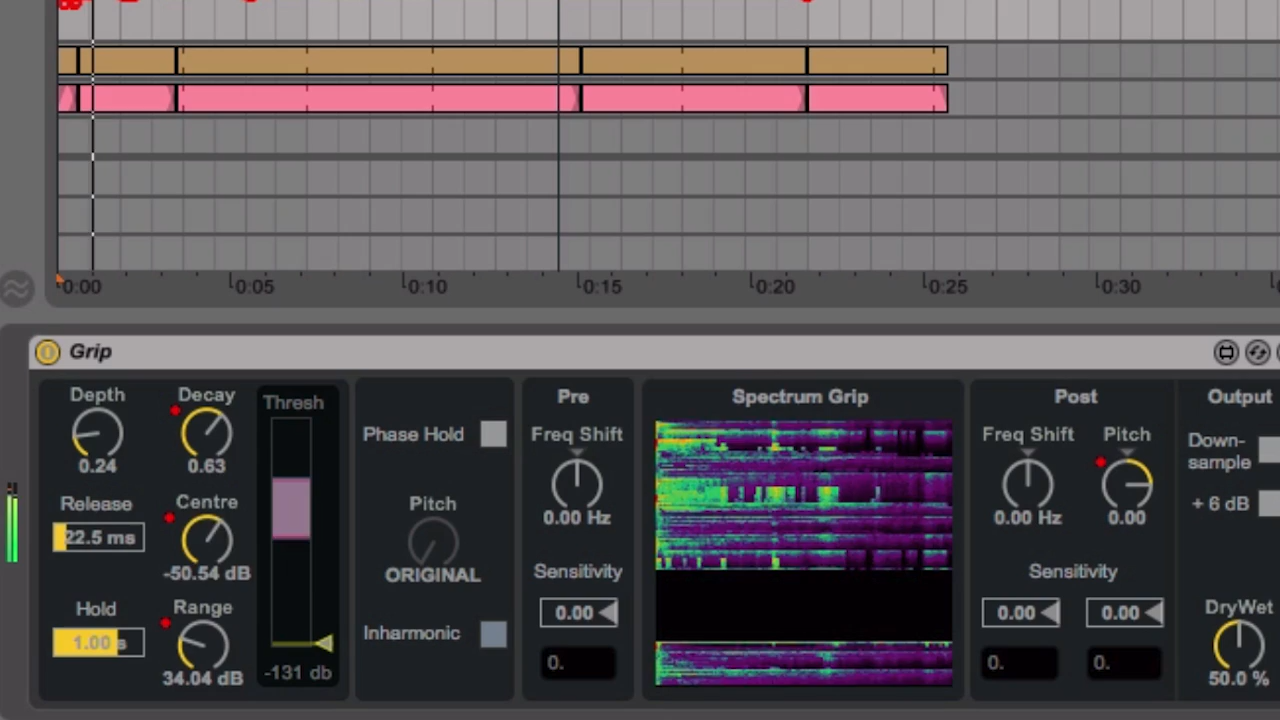 0:00 0:05 0:10 0:15 0:20 0:25 0:30
Grip
Depth Decay Thresh Pre Spectrum Grip Post Output
0.24 0.63
Phase Hold Freq Shift Freq Shift Pitch Down-
sample
Release Centre Pitch 0.00 Hz 0.00 Hz 0.00 + 6 dB
22.5 ms
-50.54 dB ORIGINAL Sensitivity Sensitivity
Hold Range 0.00 0.00 0.00 DryWet
1.00 s Inharmonic
34.04 dB -131 db 0. 0. 0. 50.0 %